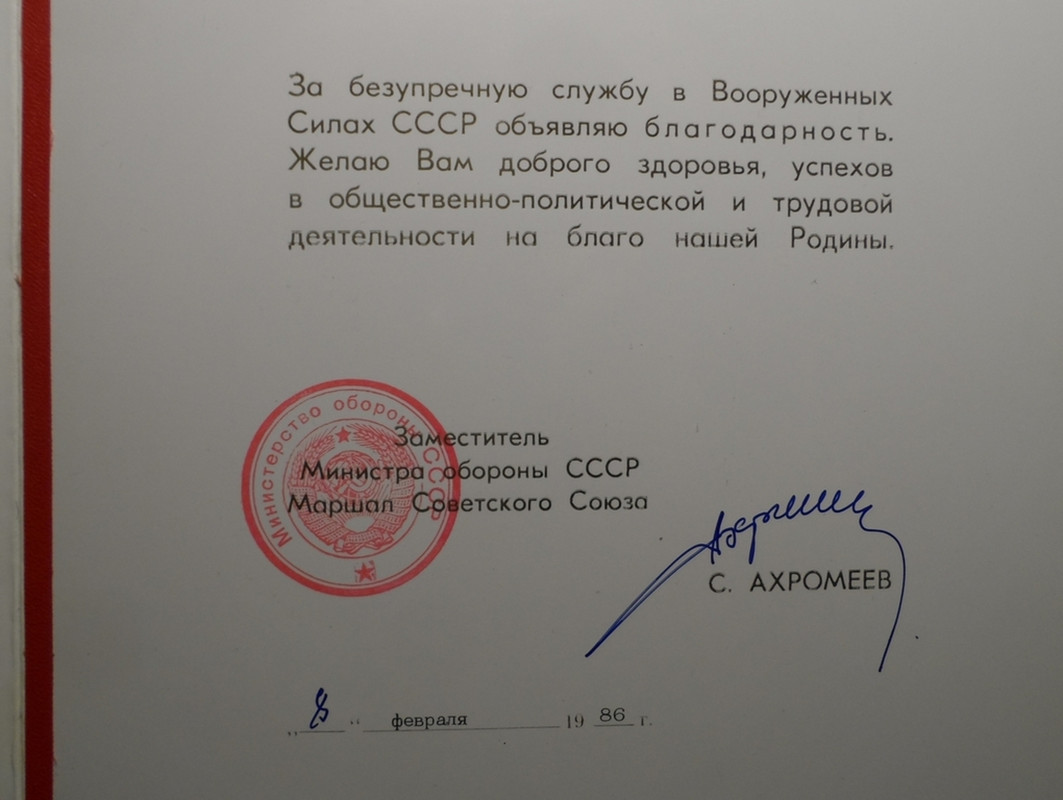 За безупречную службу в Вооруженных
Силах СССР объявляю благодарность.
Желаю Вам доброго здоровья, успехов
в общественно-политической и трудовой
деятельности на благо нашей Родины.
Министерство обороны СССР
Заместитель
Министра обороны СССР
Маршал Советского Союза
С. АХРОМЕЕВ
„8“ февраля 1986 г.